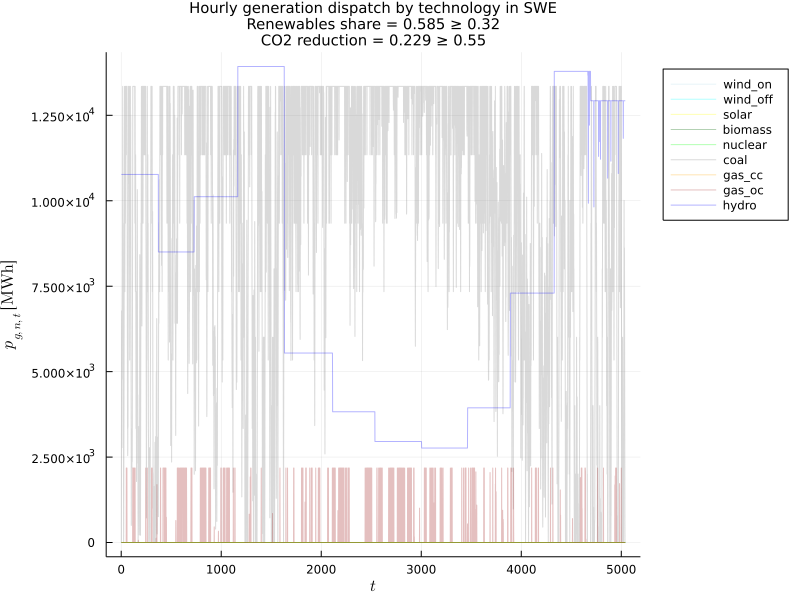 Hourly generation dispatch by technology in SWE
Renewables share = 0.585 ≥ 0.32
CO2 reduction = 0.229 ≥ 0.55
wind_on
wind_off
solar
biomass
nuclear
coal
gas_cc
gas_oc
hydro
1.250×10⁴
1.000×10⁴
7.500×10³
5.000×10³
2.500×10³
0
p_{g, n, t} [MWh]
0 1000 2000 3000 4000 5000
t